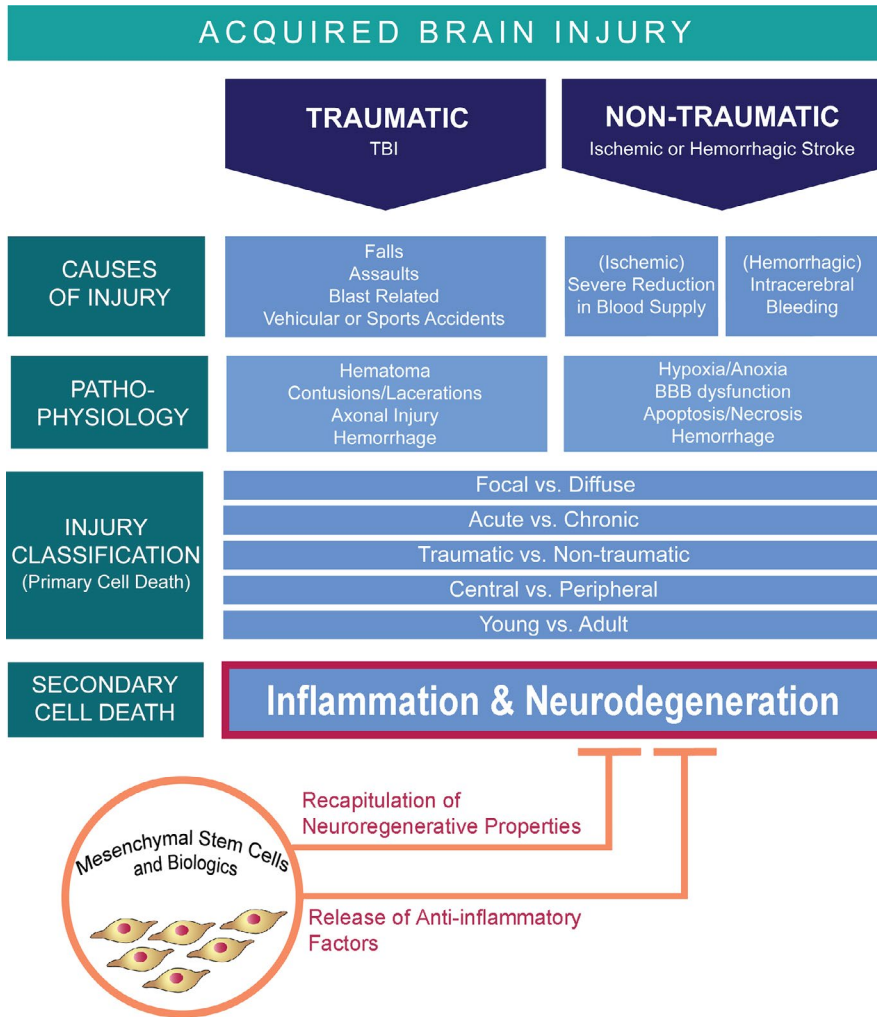 ACQUIRED BRAIN INJURY
TRAUMATIC
TBI
NON-TRAUMATIC
Ischemic or Hemorrhagic Stroke
CAUSES
OF INJURY
Falls
Assaults
Blast Related
Vehicular or Sports Accidents
(Ischemic)
Severe Reduction
in Blood Supply
(Hemorrhagic)
Intracerebral
Bleeding
PATHO-
PHYSIOLOGY
Hematoma
Contusions/Lacerations
Axonal Injury
Hemorrhage
Hypoxia/Anoxia
BBB dysfunction
Apoptosis/Necrosis
Hemorrhage
INJURY
CLASSIFICATION
(Primary Cell Death)
Focal vs. Diffuse
Acute vs. Chronic
Traumatic vs. Non-traumatic
Central vs. Peripheral
Young vs. Adult
SECONDARY
CELL DEATH
Inflammation & Neurodegeneration
Recapitulation of
Neuroregenerative Properties
Mesenchymal Stem Cells
and Biologics
Release of Anti-inflammatory
Factors